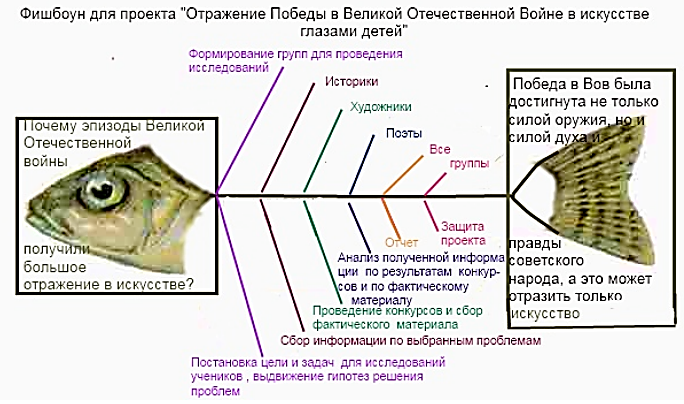 Фишбоун для проекта "Отражение Победы в Великой Отечественной Войне в искусстве
глазами детей"
Формирование групп для проведения
исследований
Историки
Художники
Поэты
Все
группы
Почему эпизоды Великой
Отечественной
войны
получили
большое
отражение в искусстве?
Победа в Вов была
достигнута не только
силой оружия, но и
силой духа и
правды
советского
народа, а это может
отразить только
искусство
Защита
проекта
Отчет
Анализ полученной информа
ции по результатам конкур-
сов и по фактическому
материалу
Проведение конкурсов и сбор
фактического материала
Сбор информации по выбранным проблемам
Постановка цели и задач для исследований
учеников , выдвижение гипотез решения
проблем